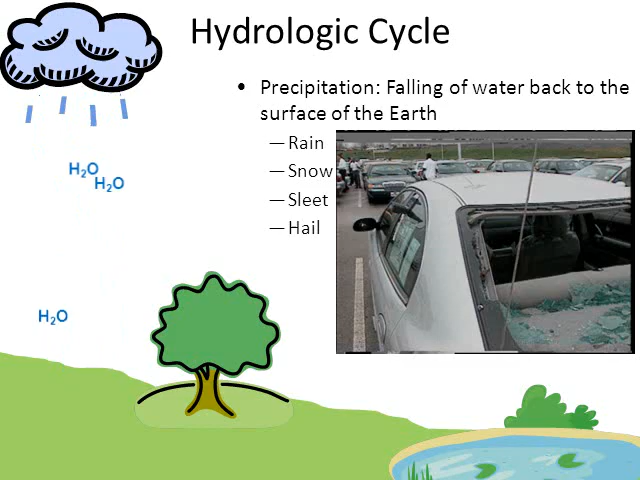 Hydrologic Cycle
• Precipitation: Falling of water back to the
surface of the Earth
—Rain
—Snow
—Sleet
—Hail
H₂O
H₂O
H₂O